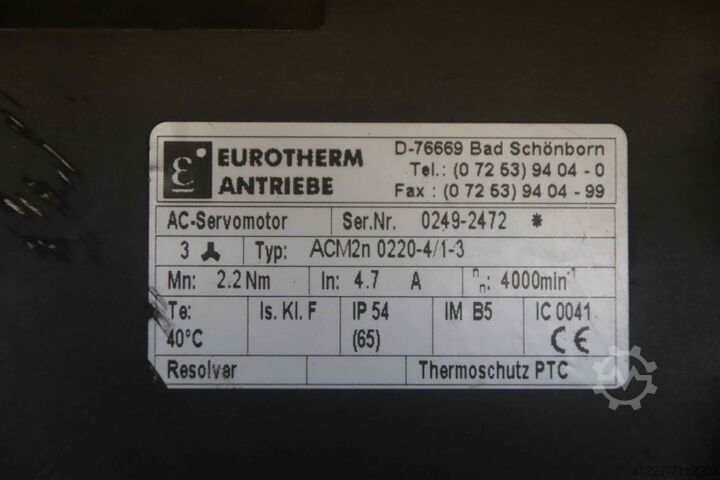 EUROTHERM
ANTRIEBE
D-76669 Bad Schönborn
Tel.: (0 72 53) 94 04 - 0
Fax : (0 72 53) 94 04 - 99
AC-Servomotor Ser.Nr. 0249-2472 *
3 Typ: ACM2n 0220-4/1-3
Mn: 2.2 Nm In: 4.7 A nn: 4000min-1
Te: 40°C Is. Kl. F IP 54 (65) IM B5 IC 0041
CE
Resolver Thermoschutz PTC